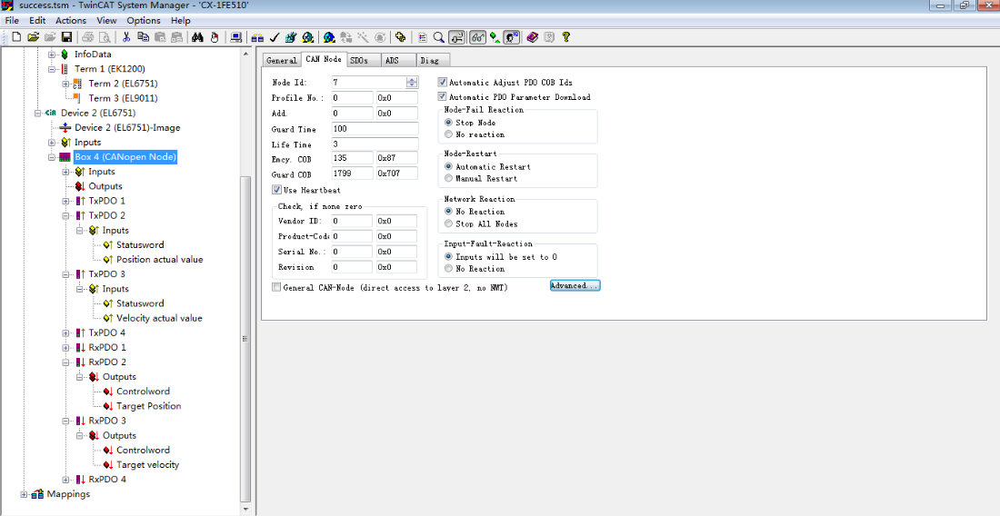 success.tsm - TwinCAT System Manager - 'CX-1FE510'
File Edit Actions View Options Help
InfoData
Term 1 (EK1200)
Term 2 (EL6751)
Term 3 (EL9011)
Device 2 (EL6751)
Device 2 (EL6751)-Image
Inputs
Box 4 (CANopen Node)
Inputs
Outputs
TxPDO 1
TxPDO 2
Inputs
Statusword
Position actual value
TxPDO 3
Inputs
Statusword
Velocity actual value
TxPDO 4
RxPDO 1
RxPDO 2
Outputs
Controlword
Target Position
RxPDO 3
Outputs
Controlword
Target velocity
RxPDO 4
Mappings
General CAN Node SDOs ADS Diag
Node Id: 7
Profile No.: 0 0x0
Add. 0 0x0
Guard Time 100
Life Time 3
Emcy. COB 135 0x87
Guard COB 1799 0x707
Use Heartbeat
Check, if none zero
Vendor ID: 0 0x0
Product-Code 0 0x0
Serial No.: 0 0x0
Revision 0 0x0
General CAN-Node (direct access to layer 2, no NMT)
Automatic Adjust PDO COB Ids
Automatic PDO Parameter Download
Node-Fail Reaction
Stop Node
No reaction
Node-Restart
Automatic Restart
Manual Restart
Network Reaction
No Reaction
Stop All Nodes
Input-Fault-Reaction
Inputs will be set to 0
No Reaction
Advanced...